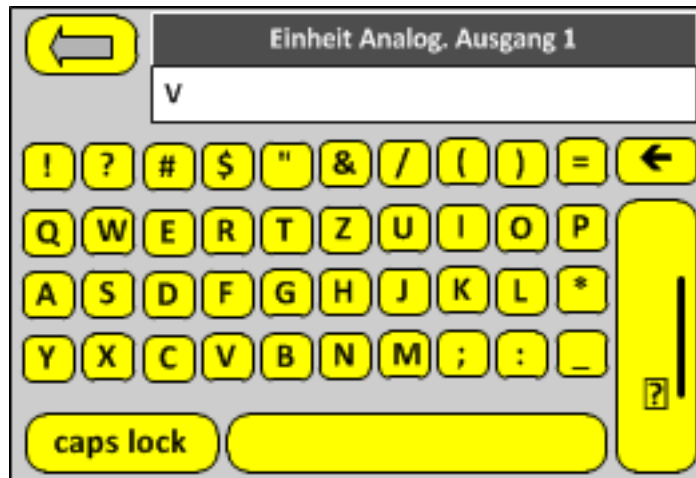 Einheit Analog. Ausgang 1
V
! ? # $ " & / ( ) =
Q W E R T Z U I O P
A S D F G H J K L *
Y X C V B N M ; : _
?
caps lock